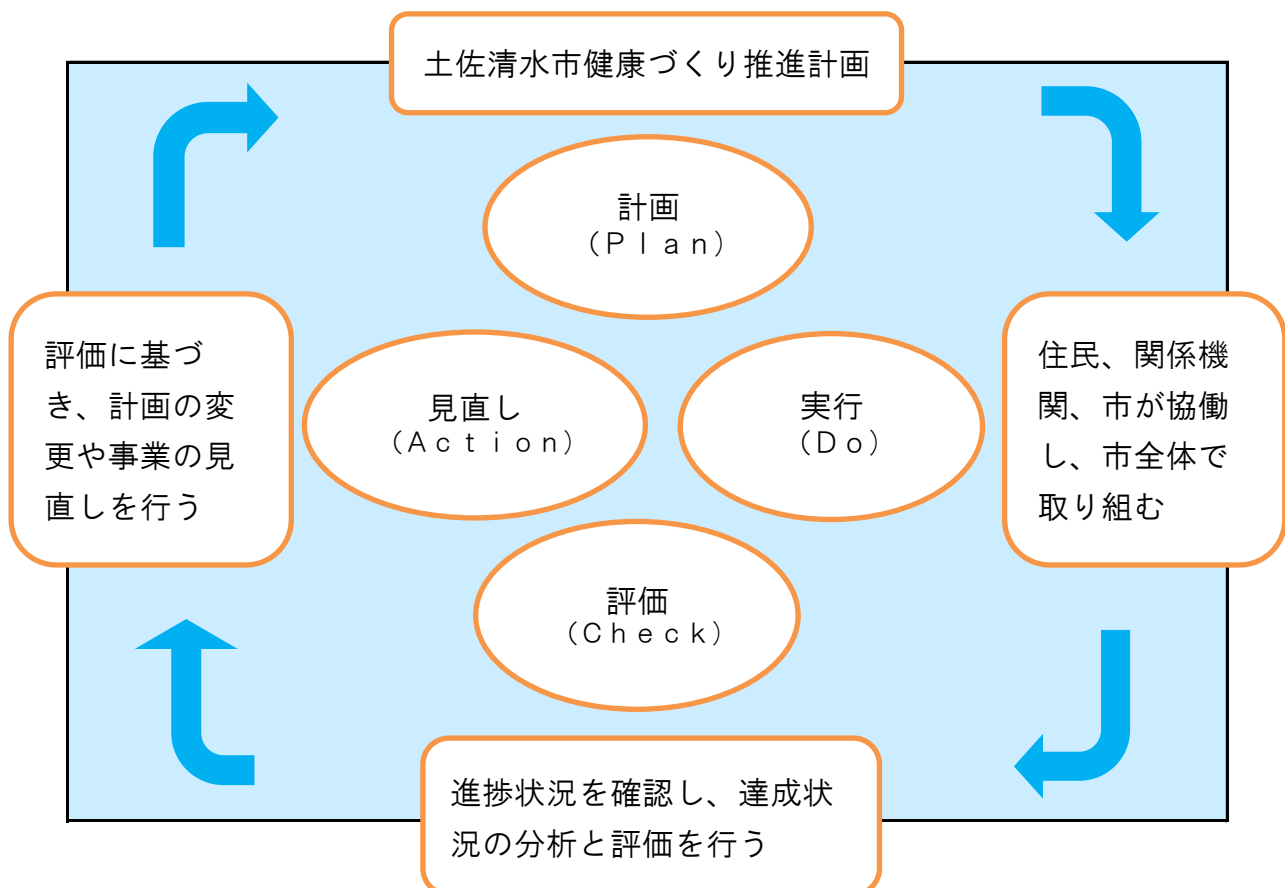 土佐清水市健康づくり推進計画
計画
（Ｐｌａｎ）
評価に基づ
き、計画の変
更や事業の見
直しを行う
見直し
（Ａｃｔｉｏｎ）
実行
（Ｄｏ）
住民、関係機
関、市が協働
し、市全体で
取り組む
評価
（Ｃｈｅｃｋ）
進捗状況を確認し、達成状
況の分析と評価を行う